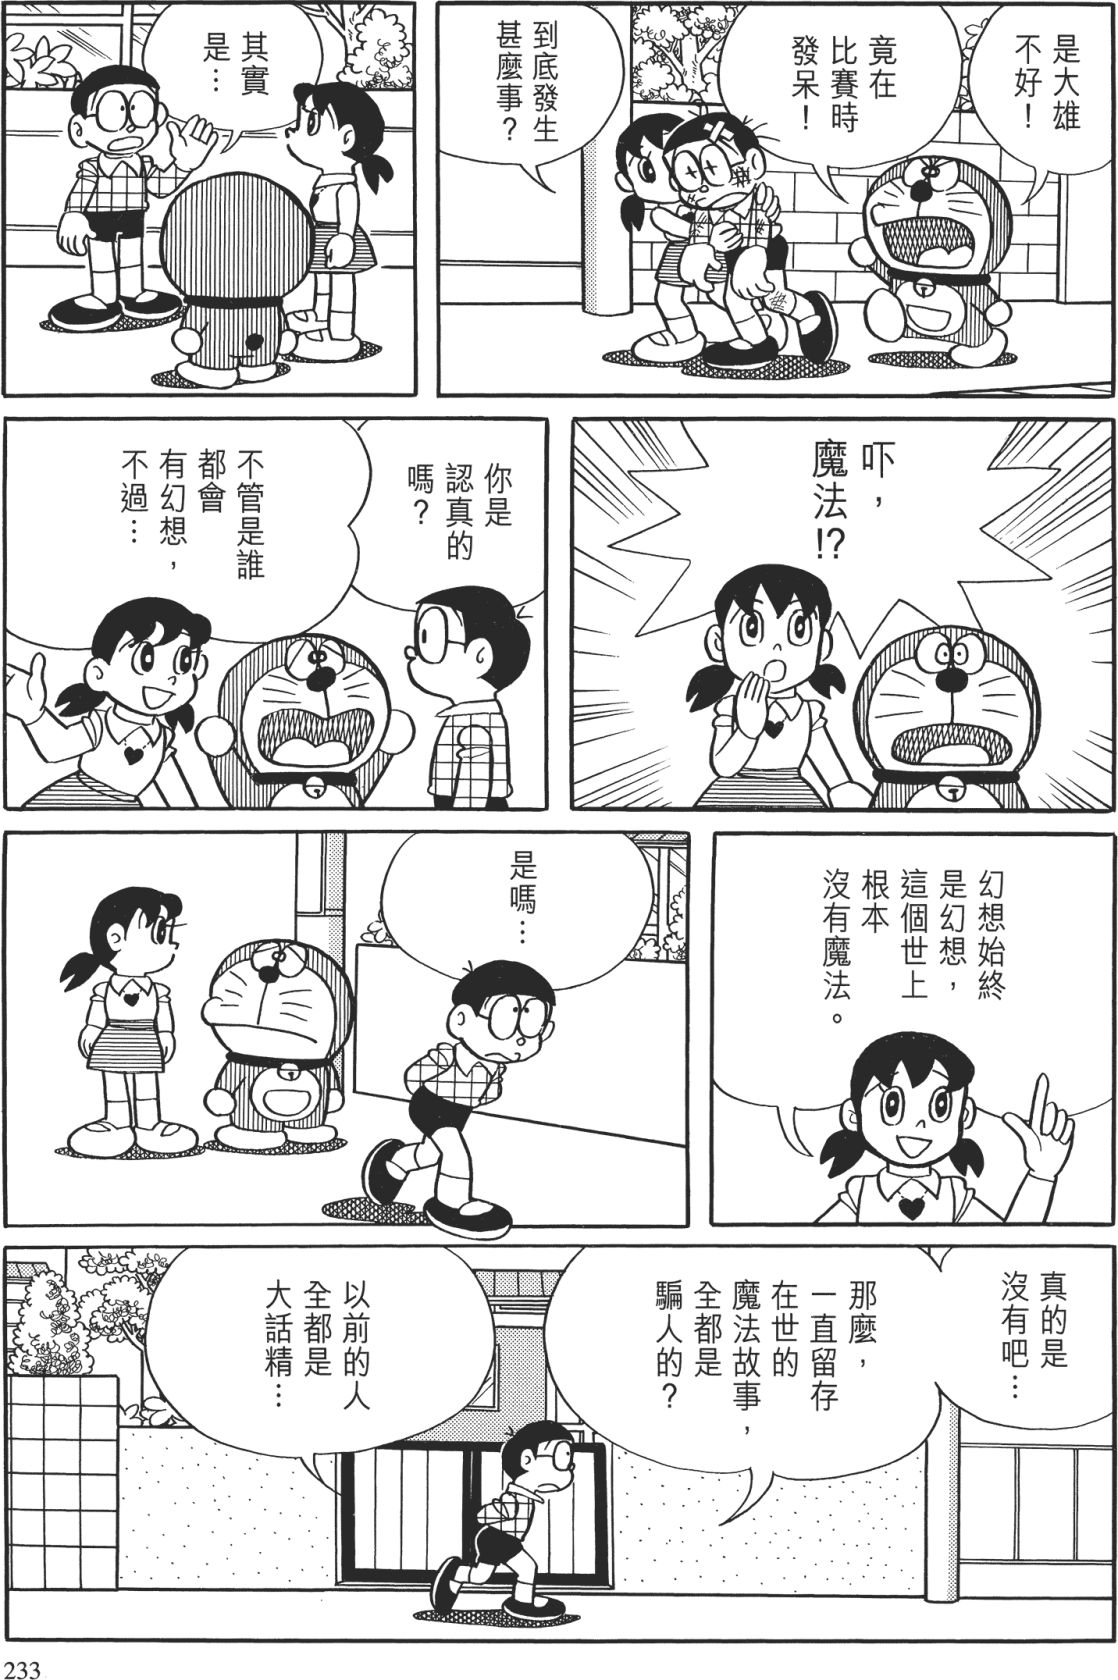 是大雄
不好！
竟在
比賽時
發呆！
到底發生
甚麼事？
其實
是…
吓，
魔法!?
你是
認真的
嗎？
不管是誰
都會
有幻想，
不過…
幻想始終
是幻想，
這個世上
根本
沒有魔法。
是嗎…
真的是
沒有吧…
那麼，
一直留存
在世的
魔法故事，
全都是
騙人的？
以前的人
全都是
大話精…
233